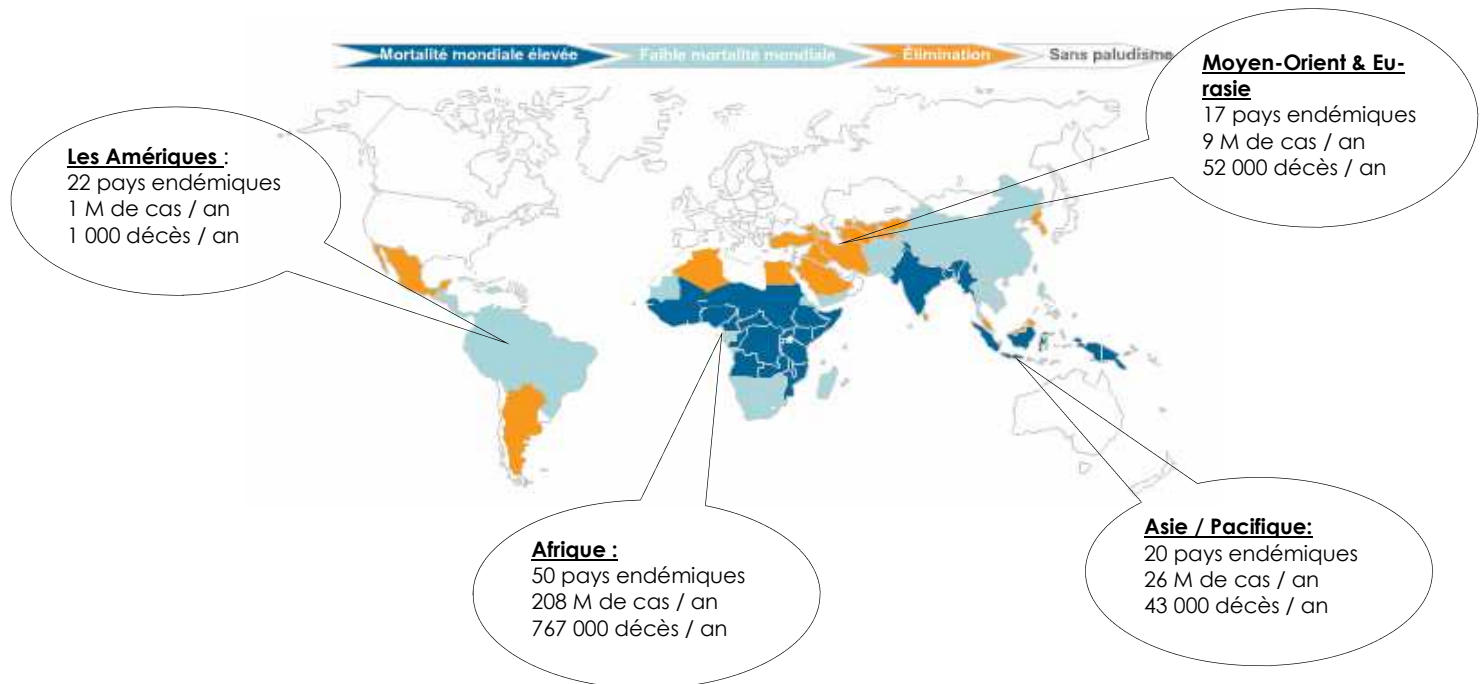 Mortalité mondiale élevée
Faible mortalité mondiale
Élimination
Sans paludisme
Moyen-Orient & Eu-
rasie
17 pays endémiques
9 M de cas / an
52 000 décès / an
Les Amériques :
22 pays endémiques
1 M de cas / an
1 000 décès / an
Afrique :
50 pays endémiques
208 M de cas / an
767 000 décès / an
Asie / Pacifique:
20 pays endémiques
26 M de cas / an
43 000 décès / an